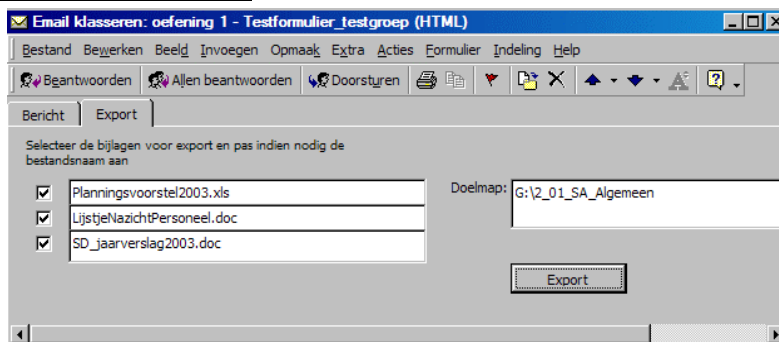 Email klasseren: oefening 1 - Testformulier_testgroep (HTML)
Bestand Bewerken Beeld Invoegen Opmaak Extra Acties Formulier Indeling Help
Beantwoorden Allen beantwoorden Doorsturen
Bericht Export
Selecteer de bijlagen voor export en pas indien nodig de
bestandsnaam aan
Planningsvoorstel2003.xls
LijstjeNazichtPersoneel.doc
SD_jaarverslag2003.doc
Doelmap: G:\2_01_SA_Algemeen
Export